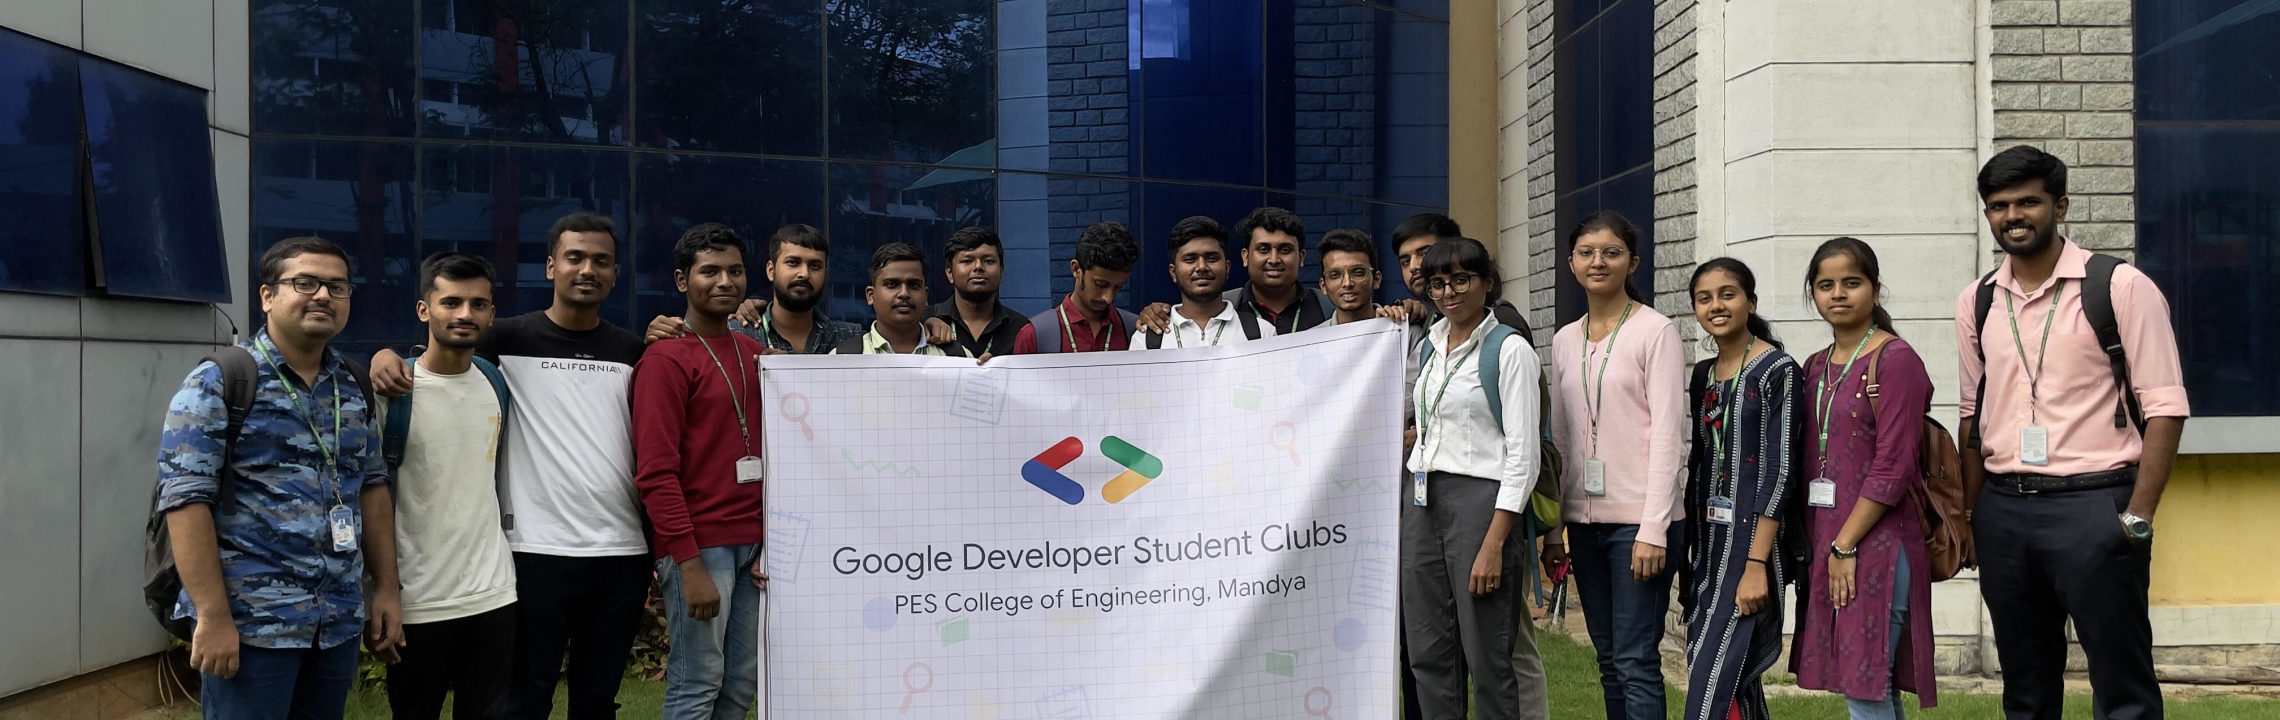 CALIFORNIA\\
Google Developer Student Clubs
PES College of Engineering, Mandya